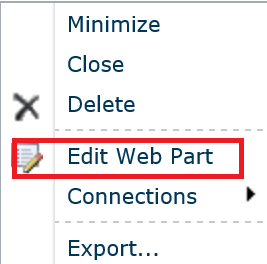 Minimize
Close
Delete
Edit Web Part
Connections
Export...